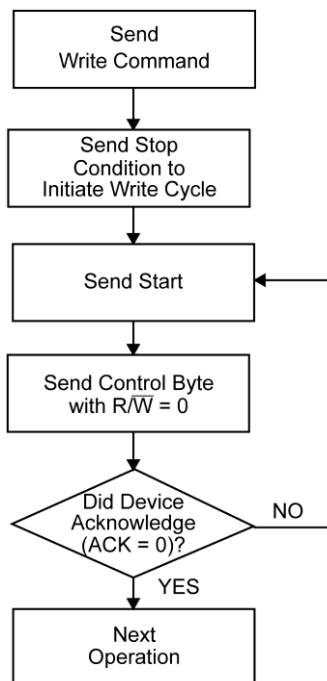 Send
Write Command
Send Stop
Condition to
Initiate Write Cycle
Send Start
Send Control Byte
with R/W̅ = 0
Did Device
Acknowledge
(ACK = 0)?
NO
YES
Next
Operation